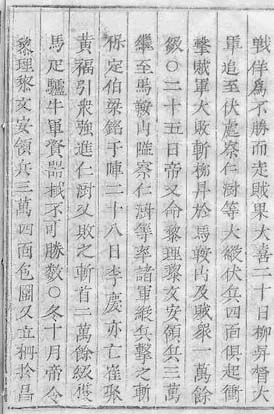 戦佯為不勝而走賊果大喜二十日柳昇督大
軍追至伏處察仁澍等大縱伏兵四面俱起衝
擊賊軍大敗斬柳昇於馬鞍山及賊衆一萬餘
級○二十五日帝又命黎理黎文安領兵三萬
繼至馬鞍山陞察仁澍等率諸軍縱兵擊之斬
保定伯梁銘于陣二十八日李慶亦亡崔聚
黃福引衆強進仁澍又敗之斬首二萬餘級獲
馬疋驢牛軍資器械不可勝數○冬十月帝令
黎理黎文安領兵三萬四面包圍又立柵於昌